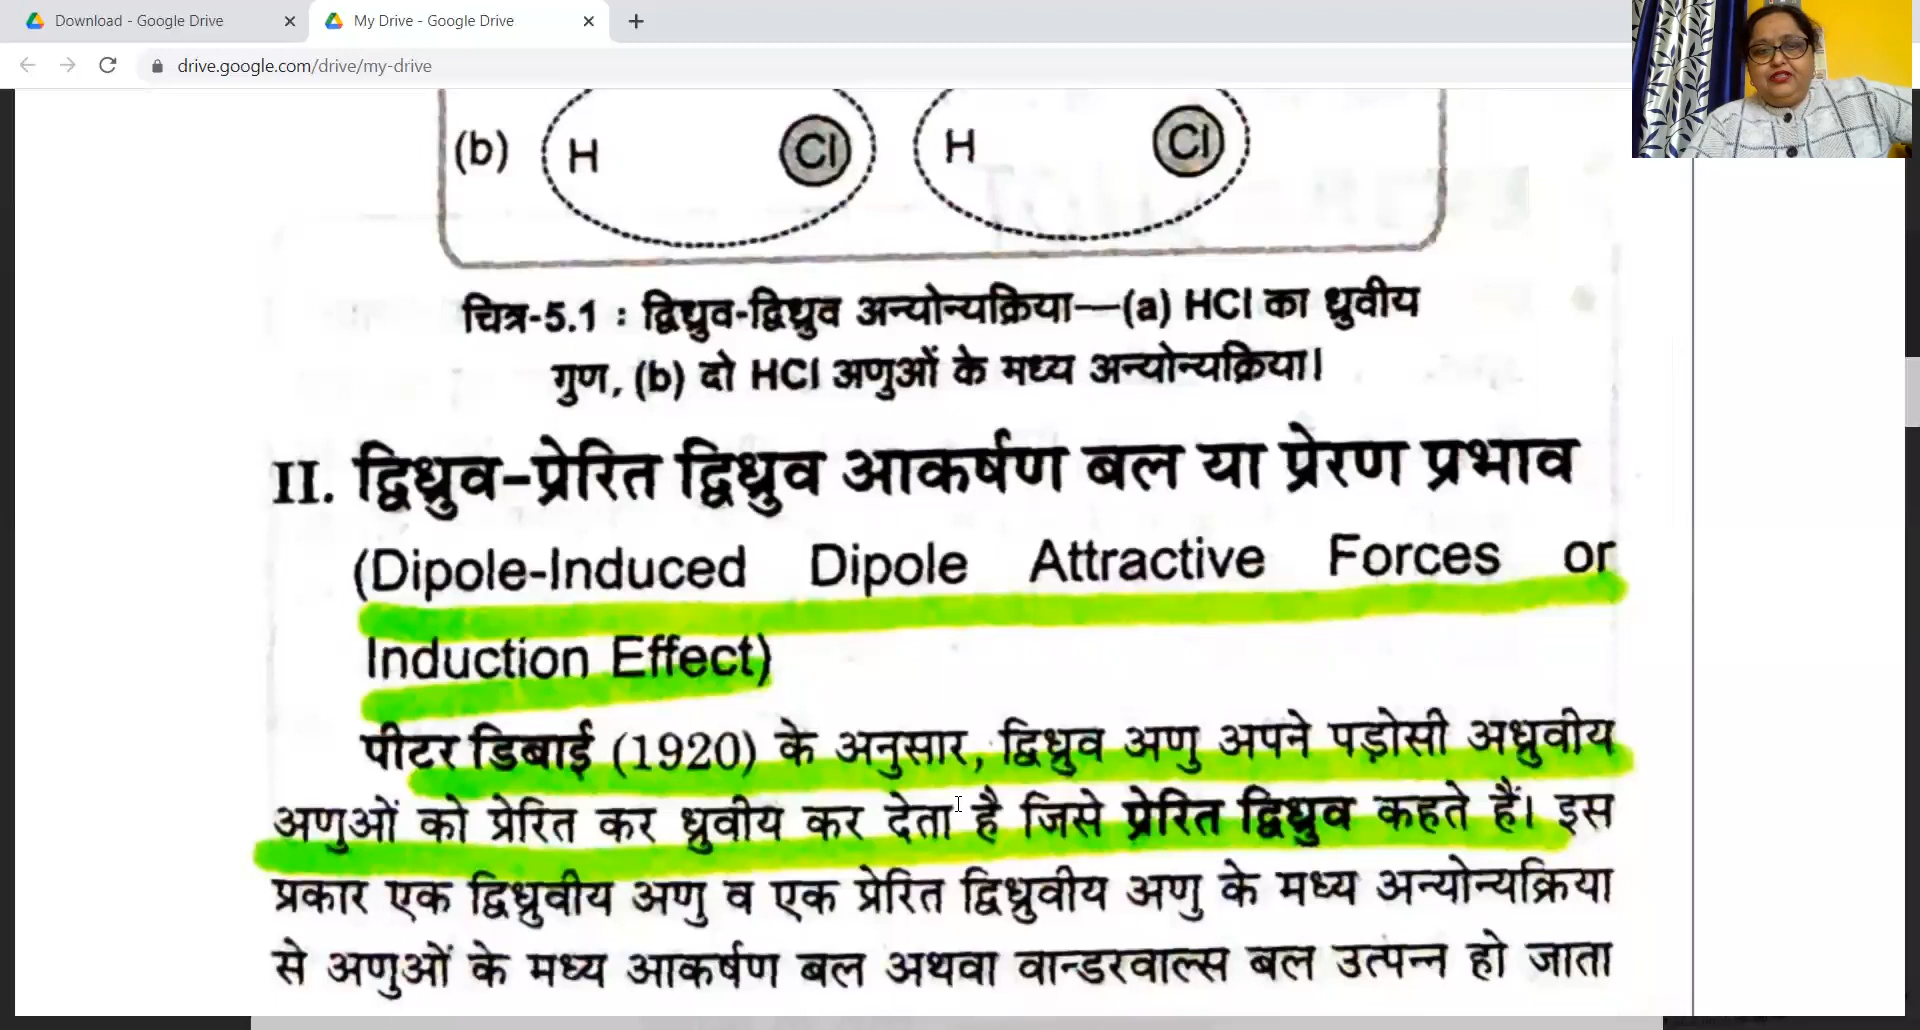 Download - Google Drive
My Drive - Google Drive
drive.google.com/drive/my-drive
(b) H Cl H Cl
चित्र-5.1 : द्विध्रुव-द्विध्रुव अन्योन्यक्रिया—(a) HCl का ध्रुवीय
गुण, (b) दो HCl अणुओं के मध्य अन्योन्यक्रिया।
II. द्विध्रुव-प्रेरित द्विध्रुव आकर्षण बल या प्रेरण प्रभाव
(Dipole-Induced Dipole Attractive Forces or
Induction Effect)
पीटर डिबाई (1920) के अनुसार, द्विध्रुव अणु अपने पड़ोसी अध्रुवीय
अणुओं को प्रेरित कर ध्रुवीय कर देता है जिसे प्रेरित द्विध्रुव कहते हैं। इस
प्रकार एक द्विध्रुवीय अणु व एक प्रेरित द्विध्रुवीय अणु के मध्य अन्योन्यक्रिया
से अणुओं के मध्य आकर्षण बल अथवा वान्डरवाल्स बल उत्पन्न हो जाता